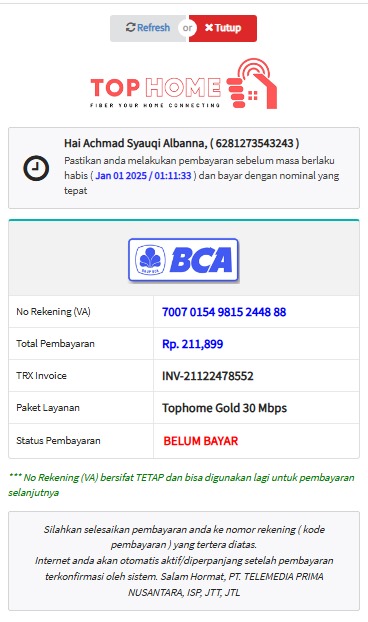 Refresh or Tutup
TOP HOME
FIBER YOUR HOME CONNECTING
Hai Achmad Syauqi Albanna, ( 6281273543243 )
Pastikan anda melakukan pembayaran sebelum masa berlaku
habis ( Jan 01 2025 / 01:11:33 ) dan bayar dengan nominal yang
tepat
BCA
No Rekening (VA) 7007 0154 9815 2448 88
Total Pembayaran Rp. 211,899
TRX Invoice INV-21122478552
Paket Layanan Tophome Gold 30 Mbps
Status Pembayaran BELUM BAYAR
*** No Rekening (VA) bersifat TETAP dan bisa digunakan lagi untuk pembayaran
selanjutnya
Silahkan selesaikan pembayaran anda ke nomor rekening ( kode
pembayaran ) yang tertera diatas.
Internet anda akan otomatis aktif/diperpanjang setelah pembayaran
terkonfirmasi oleh sistem. Salam Hormat, PT. TELEMEDIA PRIMA
NUSANTARA, ISP, JTT, JTL